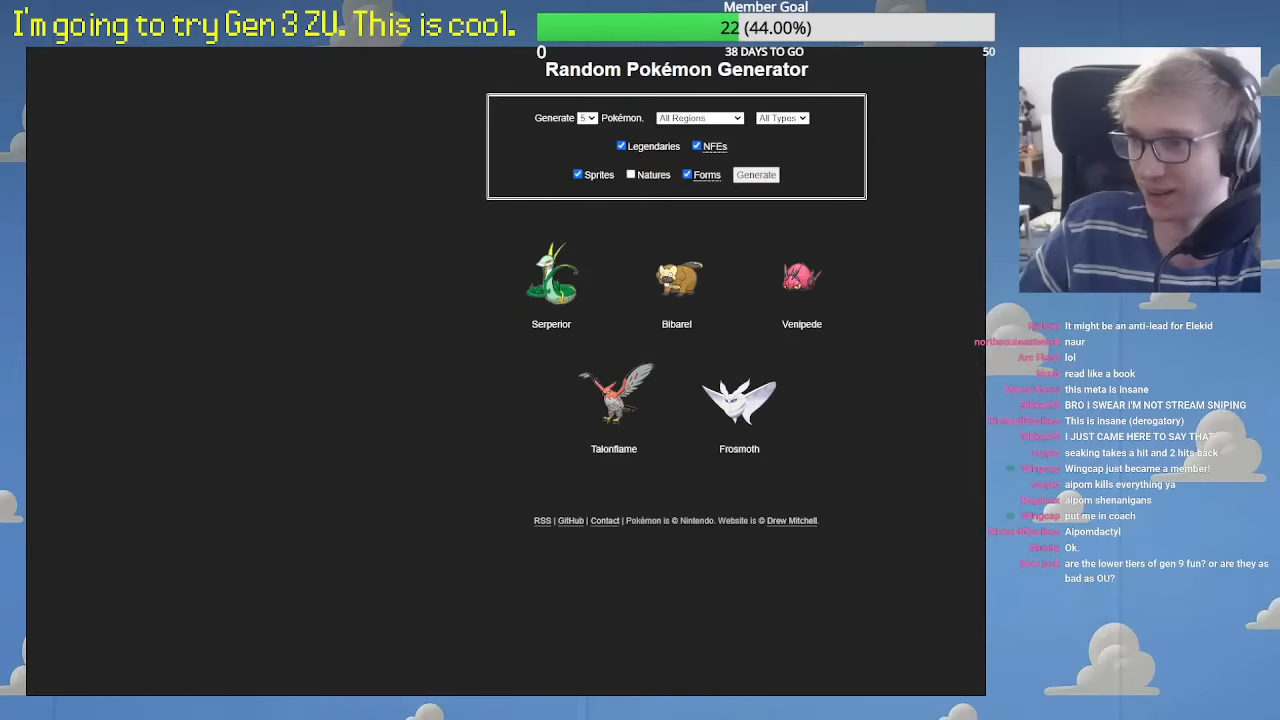 I'm going to try Gen 3 ZU. This is cool.
Member Goal
22 (44.00%)
0
38 DAYS TO GO
50
Random Pokémon Generator
Generate 5 Pokémon. All Regions All Types
Legendaries NFEs
Sprites Natures Forms Generate
Serperior Bibarel Venipede
Talonflame Frosmoth
RSS | GitHub | Contact | Pokémon is © Nintendo. Website is © Drew Mitchell.
It might be an anti-lead for Elekid
naur
lol
read like a book
this meta is insane
BRO I SWEAR I'M NOT STREAM SNIPING
This is insane (derogatory)
I JUST CAME HERE TO SAY THAT
seaking takes a hit and 2 hits back
Wingcap just became a member!
aipom kills everything ya
aipom shenanigans
Wingcap put me in coach
Aipomdactyl
Ok.
are the lower tiers of gen 9 fun? or are they as
bad as OU?